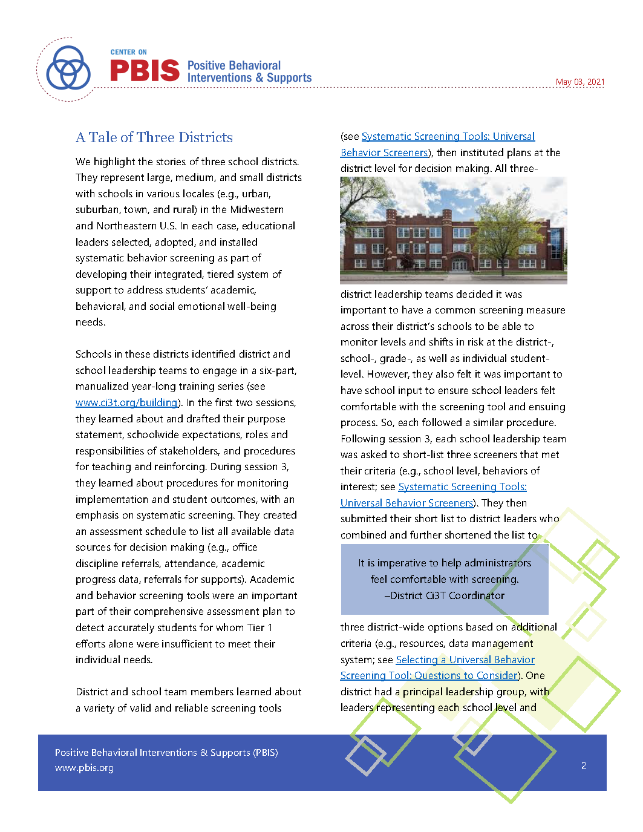 CENTER ON
PBIS Positive Behavioral
Interventions & Supports
May 03, 2021
A Tale of Three Districts
We highlight the stories of three school districts.
They represent large, medium, and small districts
with schools in various locales (e.g., urban,
suburban, town, and rural) in the Midwestern
and Northeastern U.S. In each case, educational
leaders selected, adopted, and installed
systematic behavior screening as part of
developing their integrated, tiered system of
support to address students’ academic,
behavioral, and social emotional well-being
needs.
Schools in these districts identified district and
school leadership teams to engage in a six-part,
manualized year-long training series (see
www.ci3t.org/building). In the first two sessions,
they learned about and drafted their purpose
statement, schoolwide expectations, roles and
responsibilities of stakeholders, and procedures
for teaching and reinforcing. During session 3,
they learned about procedures for monitoring
implementation and student outcomes, with an
emphasis on systematic screening. They created
an assessment schedule to list all available data
sources for decision making (e.g., office
discipline referrals, attendance, academic
progress data, referrals for supports). Academic
and behavior screening tools were an important
part of their comprehensive assessment plan to
detect accurately students for whom Tier 1
efforts alone were insufficient to meet their
individual needs.
District and school team members learned about
a variety of valid and reliable screening tools
(see Systematic Screening Tools: Universal
Behavior Screeners), then instituted plans at the
district level for decision making. All three-
district leadership teams decided it was
important to have a common screening measure
across their district’s schools to be able to
monitor levels and shifts in risk at the district-,
school-, grade-, as well as individual student-
level. However, they also felt it was important to
have school input to ensure school leaders felt
comfortable with the screening tool and ensuing
process. So, each followed a similar procedure.
Following session 3, each school leadership team
was asked to short-list three screeners that met
their criteria (e.g., school level, behaviors of
interest; see Systematic Screening Tools:
Universal Behavior Screeners). They then
submitted their short list to district leaders who
combined and further shortened the list to
It is imperative to help administrators
feel comfortable with screening.
–District Ci3T Coordinator
three district-wide options based on additional
criteria (e.g., resources, data management
system; see Selecting a Universal Behavior
Screening Tool: Questions to Consider). One
district had a principal leadership group, with
leaders representing each school level and
Positive Behavioral Interventions & Supports (PBIS)
www.pbis.org
2